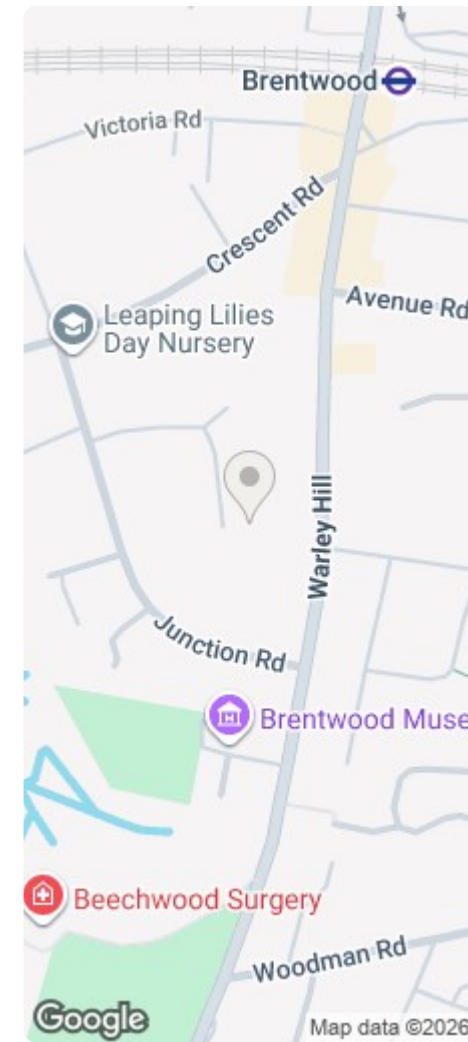 Brentwood
Victoria Rd
Crescent Rd
Avenue Rd
Leaping Lilies
Day Nursery
Warley Hill
Junction Rd
Brentwood Muse
Beechwood Surgery
Woodman Rd
Google
Map data ©2026